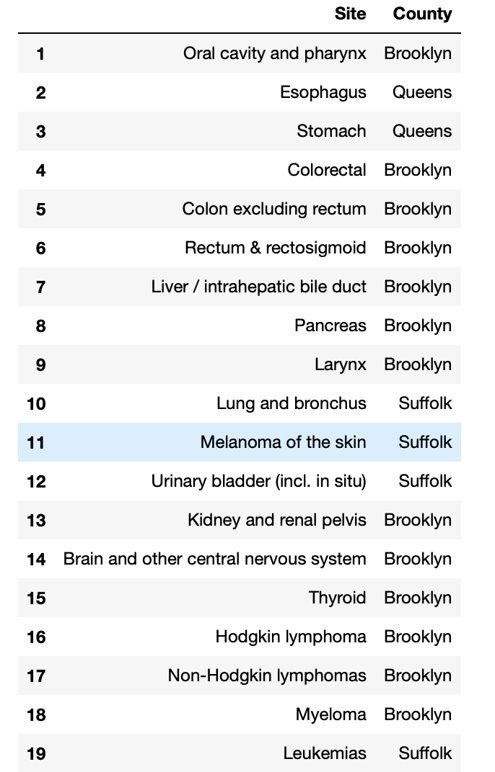 Site County
1 Oral cavity and pharynx Brooklyn
2 Esophagus Queens
3 Stomach Queens
4 Colorectal Brooklyn
5 Colon excluding rectum Brooklyn
6 Rectum & rectosigmoid Brooklyn
7 Liver / intrahepatic bile duct Brooklyn
8 Pancreas Brooklyn
9 Larynx Brooklyn
10 Lung and bronchus Suffolk
11 Melanoma of the skin Suffolk
12 Urinary bladder (incl. in situ) Suffolk
13 Kidney and renal pelvis Brooklyn
14 Brain and other central nervous system Brooklyn
15 Thyroid Brooklyn
16 Hodgkin lymphoma Brooklyn
17 Non-Hodgkin lymphomas Brooklyn
18 Myeloma Brooklyn
19 Leukemias Suffolk